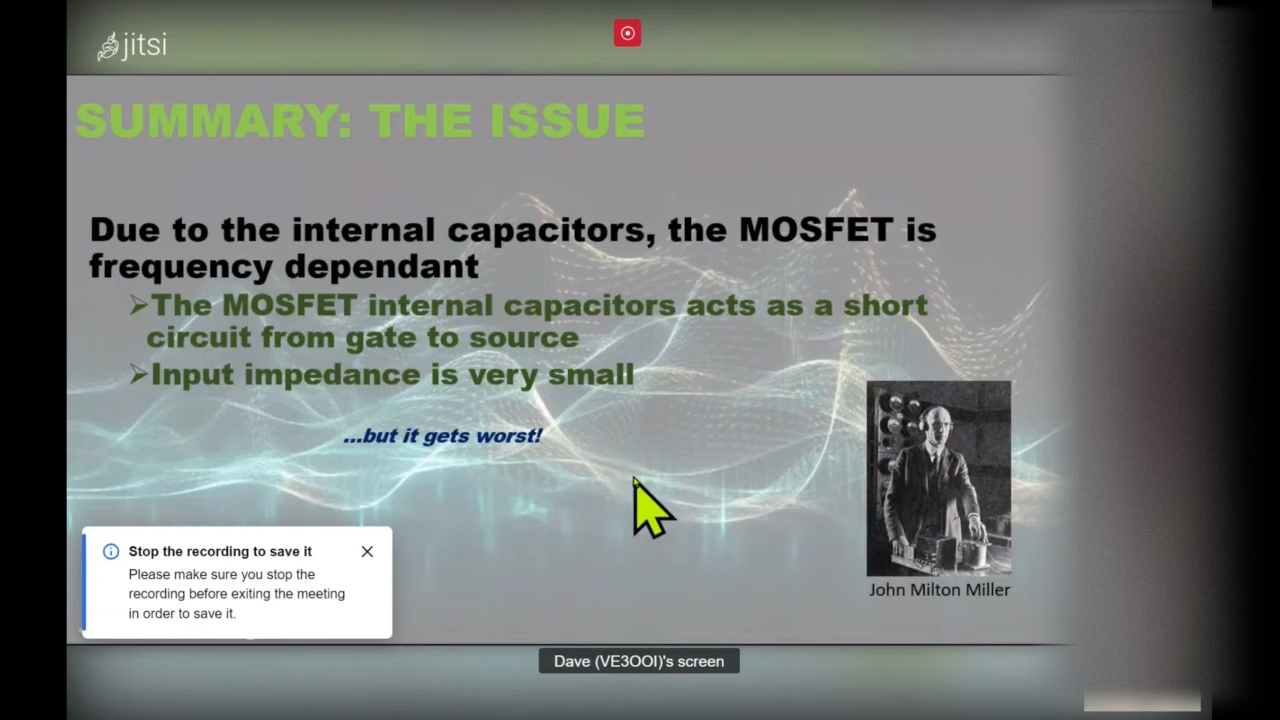 jitsi
SUMMARY: THE ISSUE
Due to the internal capacitors, the MOSFET is
frequency dependant
➢The MOSFET internal capacitors acts as a short
circuit from gate to source
➢Input impedance is very small
...but it gets worst!
John Milton Miller
Stop the recording to save it
Please make sure you stop the
recording before exiting the meeting
in order to save it.
Dave (VE3OOI)'s screen